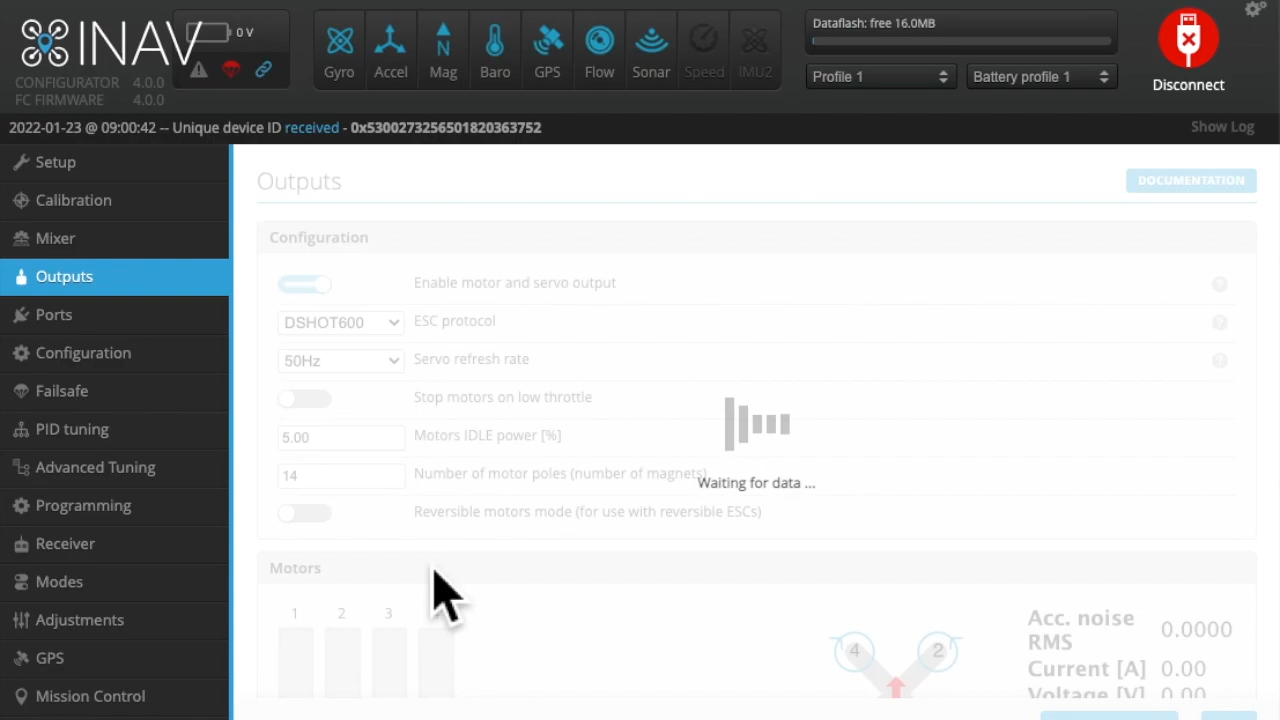 INAV
0 V
CONFIGURATOR 4.0.0
FC FIRMWARE 4.0.0
Gyro
Accel
N
Mag
Baro
GPS
Flow
Sonar
Speed
IMU2
Dataflash: free 16.0MB
Profile 1
Battery profile 1
Disconnect
2022-01-23 @ 09:00:42 -- Unique device ID received - 0x5300273256501820363752
Show Log
Setup
Calibration
Mixer
Outputs
Ports
Configuration
Failsafe
PID tuning
Advanced Tuning
Programming
Receiver
Modes
Adjustments
GPS
Mission Control
Outputs
DOCUMENTATION
Configuration
Enable motor and servo output ?
DSHOT600 ESC protocol ?
50Hz Servo refresh rate ?
Stop motors on low throttle
5.00 Motors IDLE power [%]
14 Number of motor poles (number of magnets)
Waiting for data ...
Reversible motors mode (for use with reversible ESCs)
Motors
1 2 3
4 2
Acc. noise RMS 0.0000
Current [A] 0.00
Voltage [V] 0.00